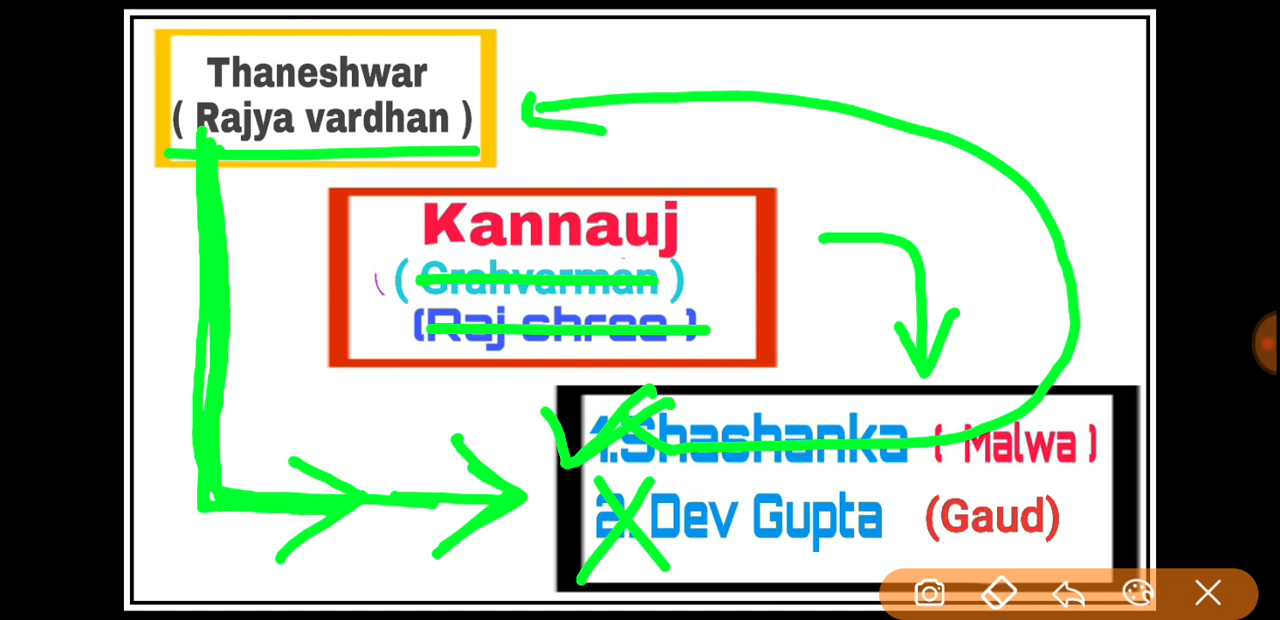 Thaneshwar
( Rajya vardhan )
Kannauj
( Grahvarman )
(Raj shree )
1.Shashanka ( Malwa )
2. Dev Gupta (Gaud)